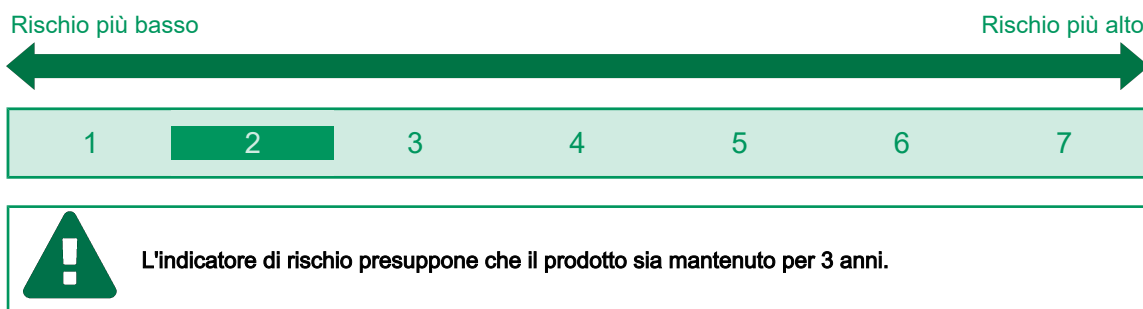 Rischio più basso Rischio più alto
1 2 3 4 5 6 7
L'indicatore di rischio presuppone che il prodotto sia mantenuto per 3 anni.